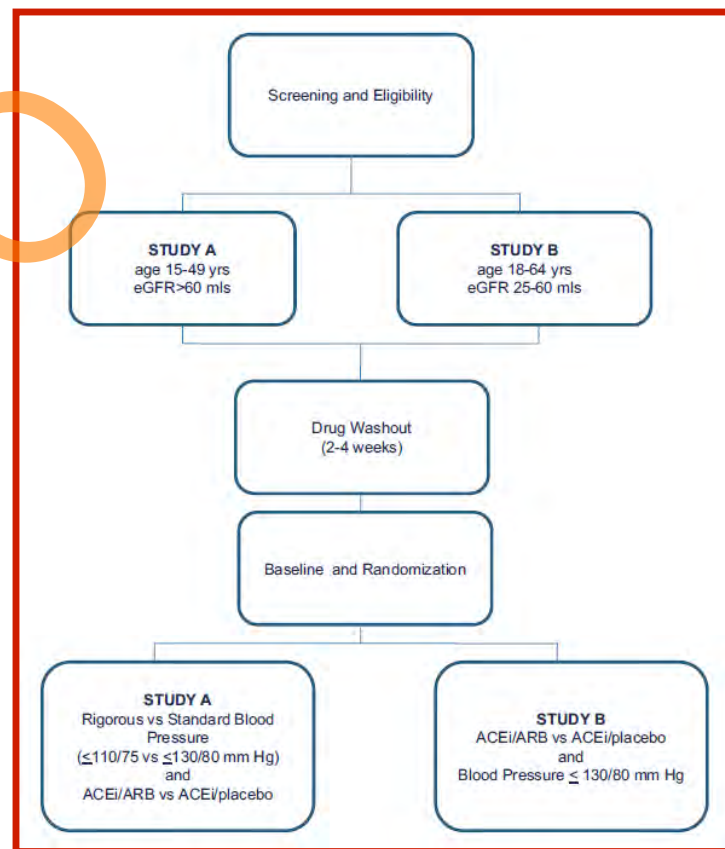 Screening and Eligibility
STUDY A
age 15-49 yrs
eGFR>60 mls
STUDY B
age 18-64 yrs
eGFR 25-60 mls
Drug Washout
(2-4 weeks)
Baseline and Randomization
STUDY A
Rigorous vs Standard Blood
Pressure
(≤110/75 vs ≤130/80 mm Hg)
and
ACEi/ARB vs ACEi/placebo
STUDY B
ACEi/ARB vs ACEi/placebo
and
Blood Pressure ≤ 130/80 mm Hg